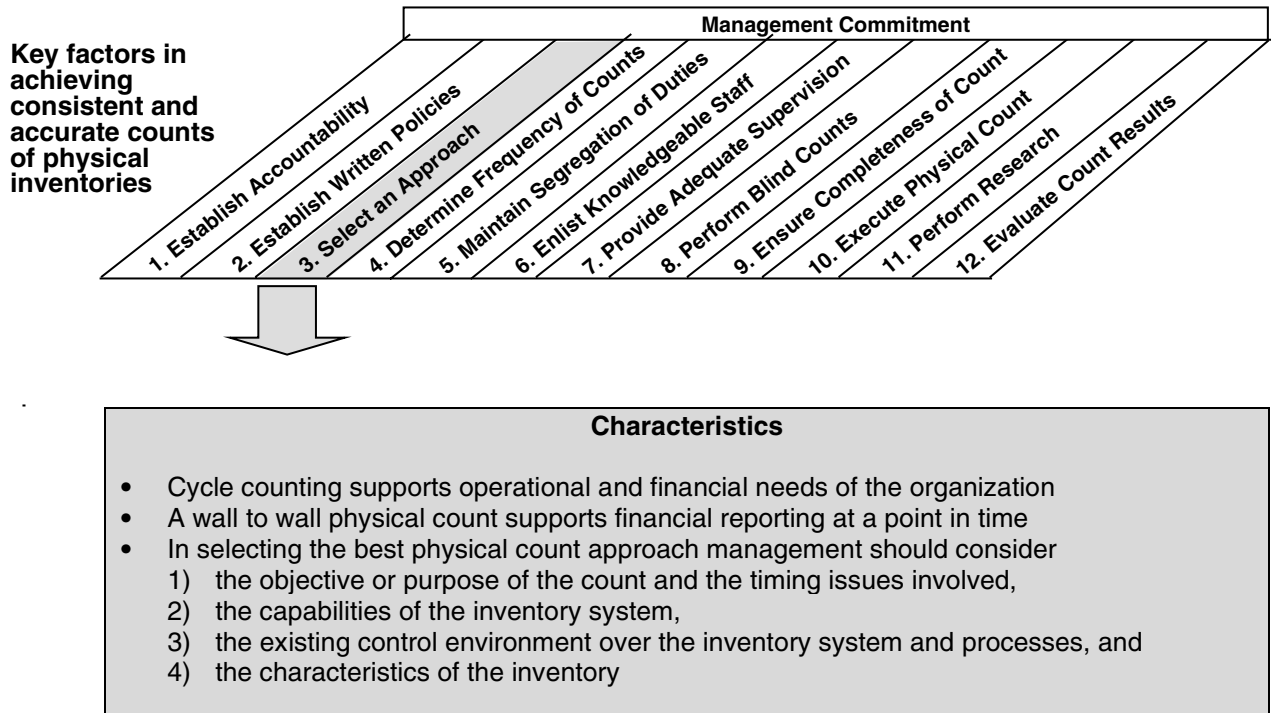 Management Commitment
Key factors in
achieving
consistent and
accurate counts
of physical
inventories
1. Establish Accountability
2. Establish Written Policies
3. Select an Approach
4. Determine Frequency of Counts
5. Maintain Segregation of Duties
6. Enlist Knowledgeable Staff
7. Provide Adequate Supervision
8. Perform Blind Counts
9. Ensure Completeness of Count
10. Execute Physical Count
11. Perform Research
12. Evaluate Count Results
Characteristics
• Cycle counting supports operational and financial needs of the organization
• A wall to wall physical count supports financial reporting at a point in time
• In selecting the best physical count approach management should consider
1) the objective or purpose of the count and the timing issues involved,
2) the capabilities of the inventory system,
3) the existing control environment over the inventory system and processes, and
4) the characteristics of the inventory